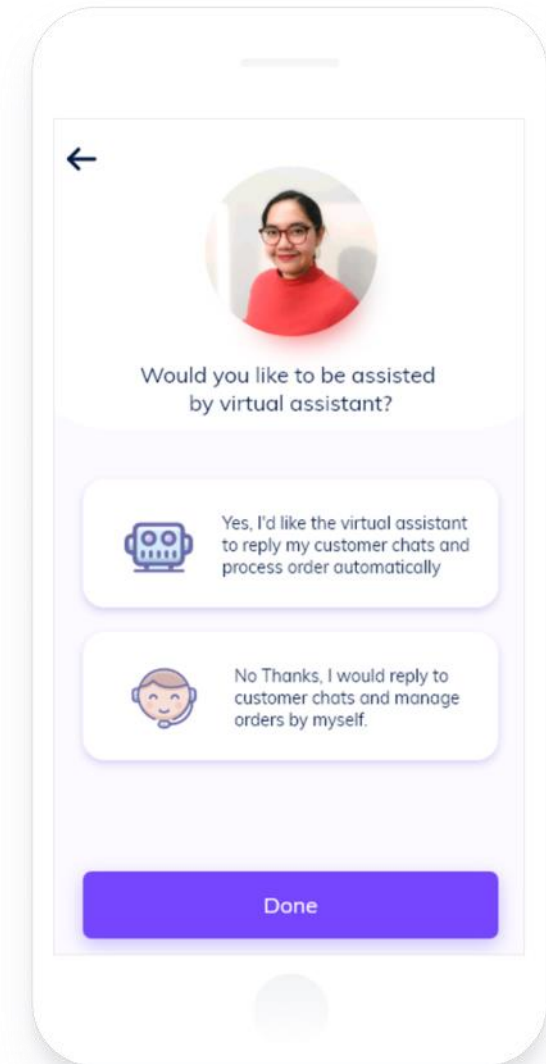 Would you like to be assisted
by virtual assistant?
Yes, I'd like the virtual assistant
to reply my customer chats and
process order automatically
No Thanks, I would reply to
customer chats and manage
orders by myself.
Done